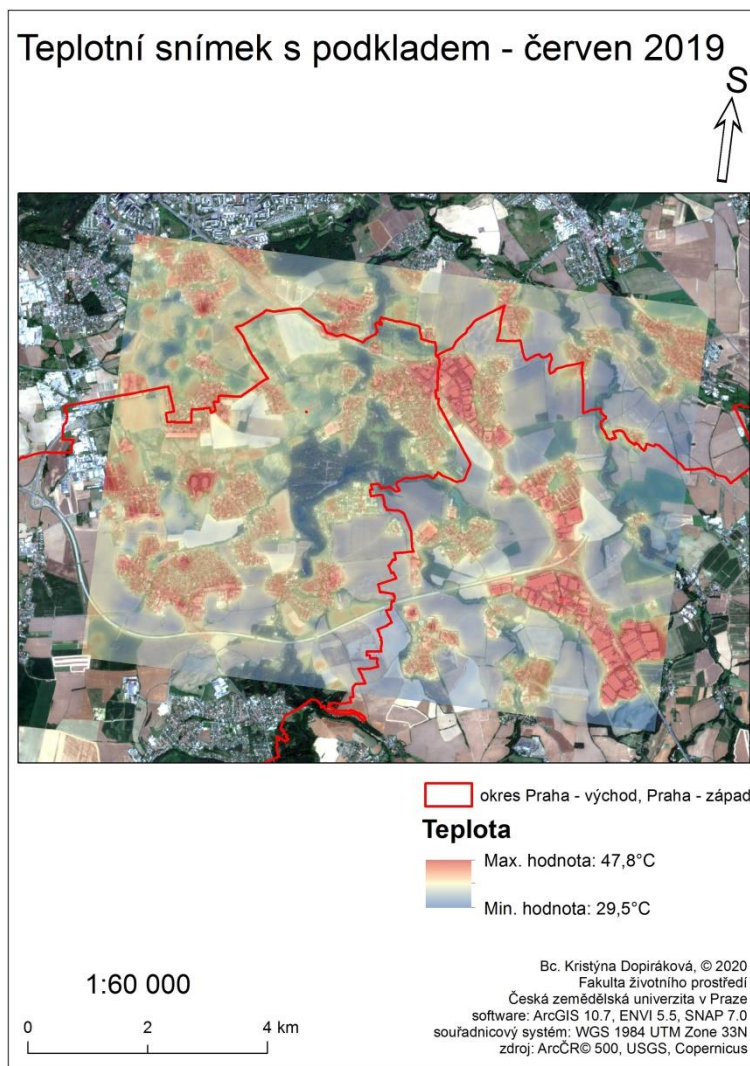 Teplotní snímek s podkladem - červen 2019
S
okres Praha - východ, Praha - západ
Teplota
Max. hodnota: 47,8°C
Min. hodnota: 29,5°C
1:60 000
0 2 4 km
Bc. Kristýna Dopiráková, © 2020
Fakulta životního prostředí
Česká zemědělská univerzita v Praze
software: ArcGIS 10.7, ENVI 5.5, SNAP 7.0
souřadnicový systém: WGS 1984 UTM Zone 33N
zdroj: ArcČR© 500, USGS, Copernicus